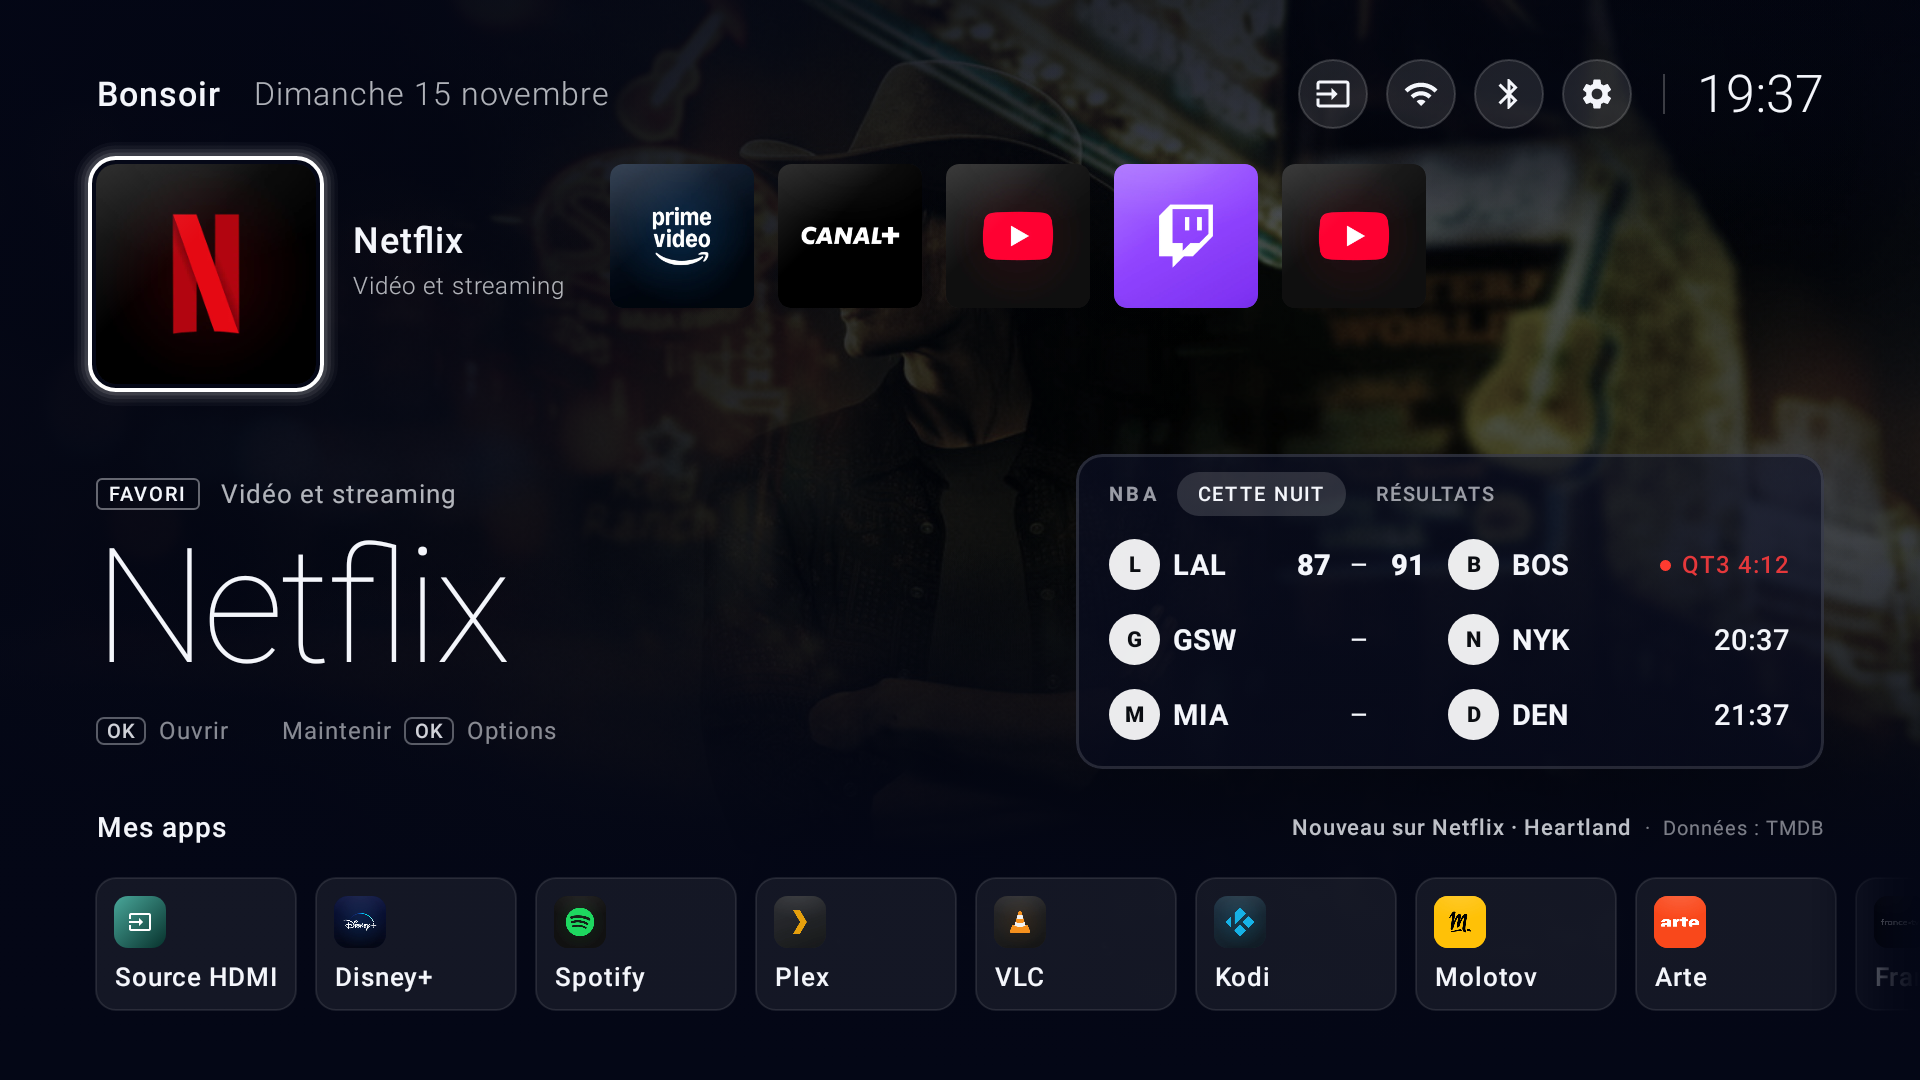 Bonsoir Dimanche 15 novembre
19:37
Netflix
Vidéo et streaming
prime video
CANAL+
FAVORI Vidéo et streaming
Netflix
OK Ouvrir Maintenir OK Options
NBA CETTE NUIT RÉSULTATS
L LAL 87 – 91 B BOS QT3 4:12
G GSW – N NYK 20:37
M MIA – D DEN 21:37
Mes apps
Nouveau sur Netflix · Heartland · Données : TMDB
Disney+
arte
Source HDMI
Disney+
Spotify
Plex
VLC
Kodi
Molotov
Arte
Fra